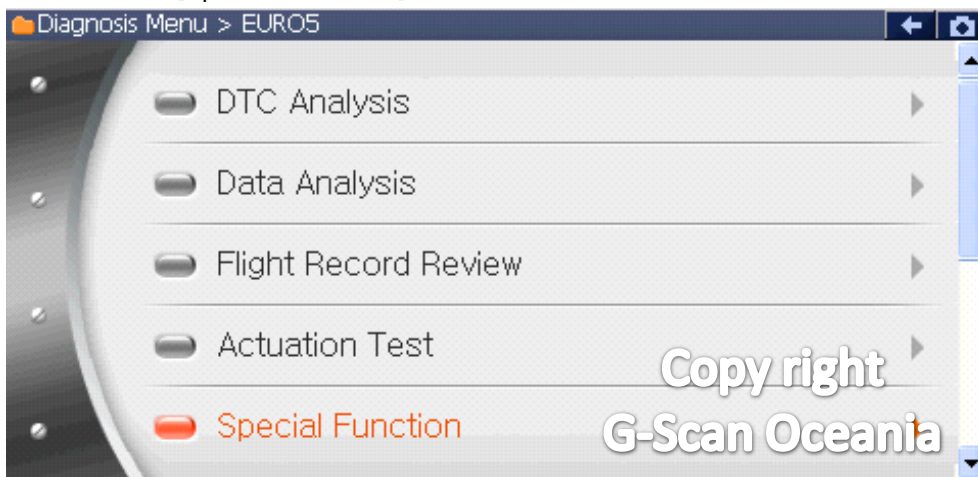 Diagnosis Menu > EURO5
DTC Analysis
Data Analysis
Flight Record Review
Actuation Test
Special Function
Copy right
G-Scan Oceania